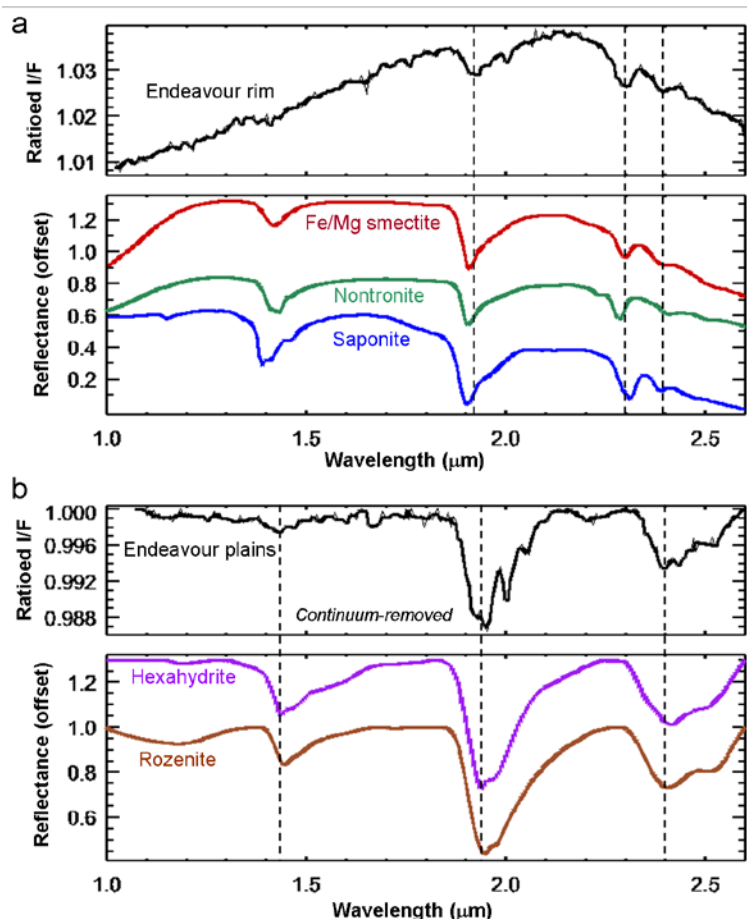 a
Ratioed I/F
1.03
1.02
1.01
Endeavour rim
Reflectance (offset)
1.2
1.0
0.8
0.6
0.4
0.2
Fe/Mg smectite
Nontronite
Saponite
1.0 1.5 2.0 2.5
Wavelength (μm)
b
Ratioed I/F
1.000
0.996
0.992
0.988
Endeavour plains
Continuum-removed
Reflectance (offset)
1.2
1.0
0.8
0.6
Hexahydrite
Rozenite
1.0 1.5 2.0 2.5
Wavelength (μm)